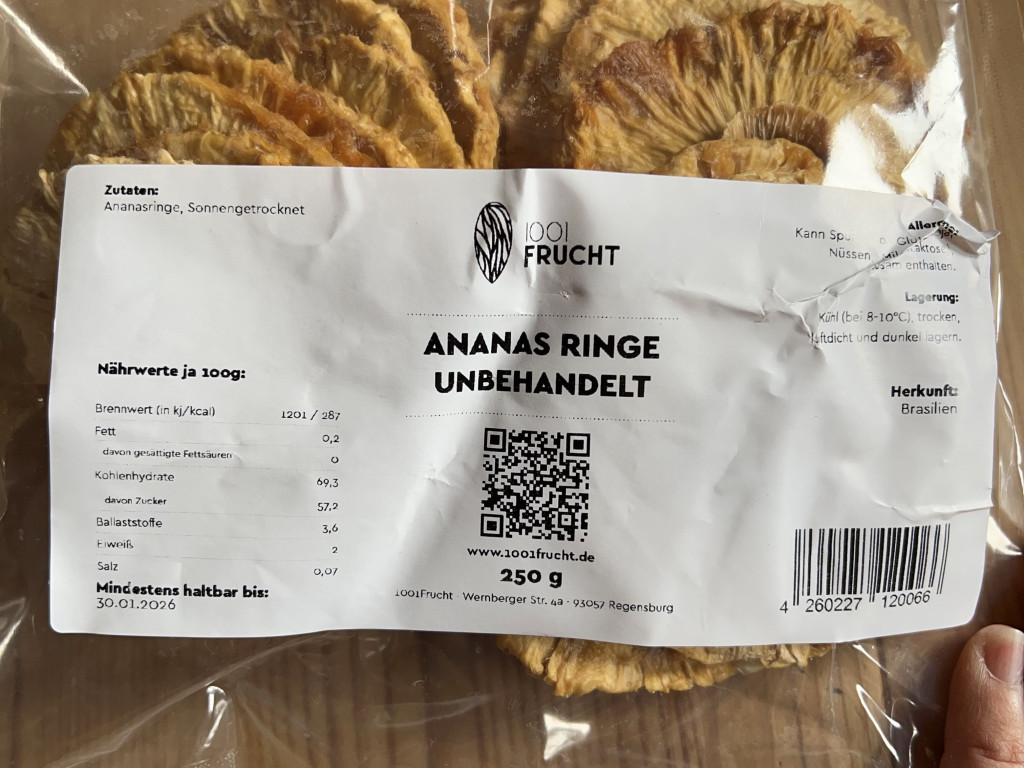 Zutaten:
Ananasringe, Sonnengetrocknet
1001
FRUCHT
Kann
Nüssen
enthalten.
Lagerung:
Kühl (bei 8-10°C), trocken,
luftdicht und dunkel lagern.
Herkunft:
Brasilien
ANANAS RINGE
UNBEHANDELT
Nährwerte ja 100g:
Brennwert (in kj/kcal) 1201 / 287
Fett 0,2
davon gesättigte Fettsäuren 0
Kohlenhydrate 69,3
davon Zucker 57,2
Ballaststoffe 3,6
Eiweiß 2
Salz 0,07
Mindestens haltbar bis:
30.01.2026
www.1001frucht.de
250 g
1001Frucht · Wernberger Str. 4a · 93057 Regensburg
4 260227 120066